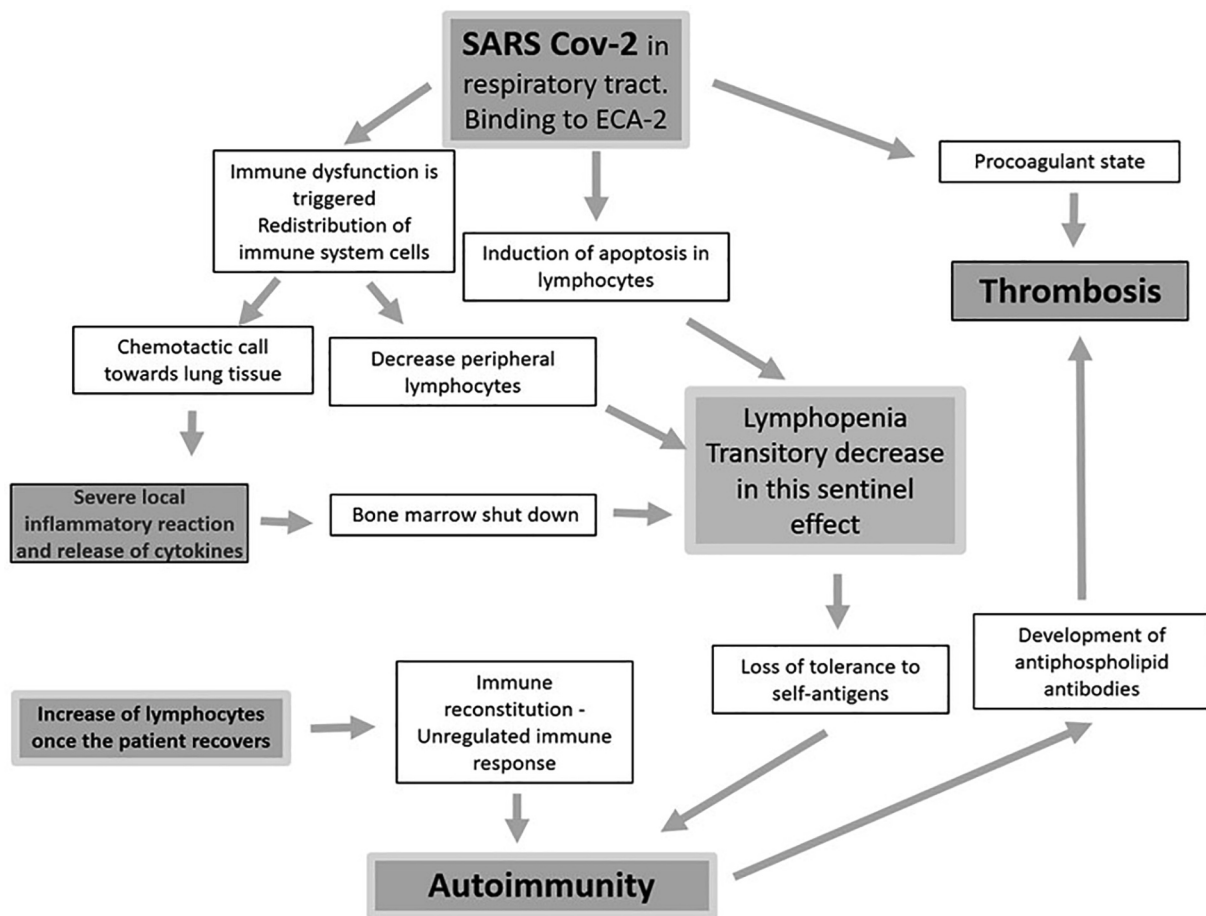 SARS Cov-2 in
respiratory tract.
Binding to ECA-2
Immune dysfunction is
triggered
Redistribution of
immune system cells
Induction of apoptosis in
lymphocytes
Procoagulant state
Thrombosis
Chemotactic call
towards lung tissue
Decrease peripheral
lymphocytes
Lymphopenia
Transitory decrease
in this sentinel
effect
Severe local
inflammatory reaction
and release of cytokines
Bone marrow shut down
Loss of tolerance to
self-antigens
Development of
antiphospholipid
antibodies
Increase of lymphocytes
once the patient recovers
Immune
reconstitution -
Unregulated immune
response
Autoimmunity